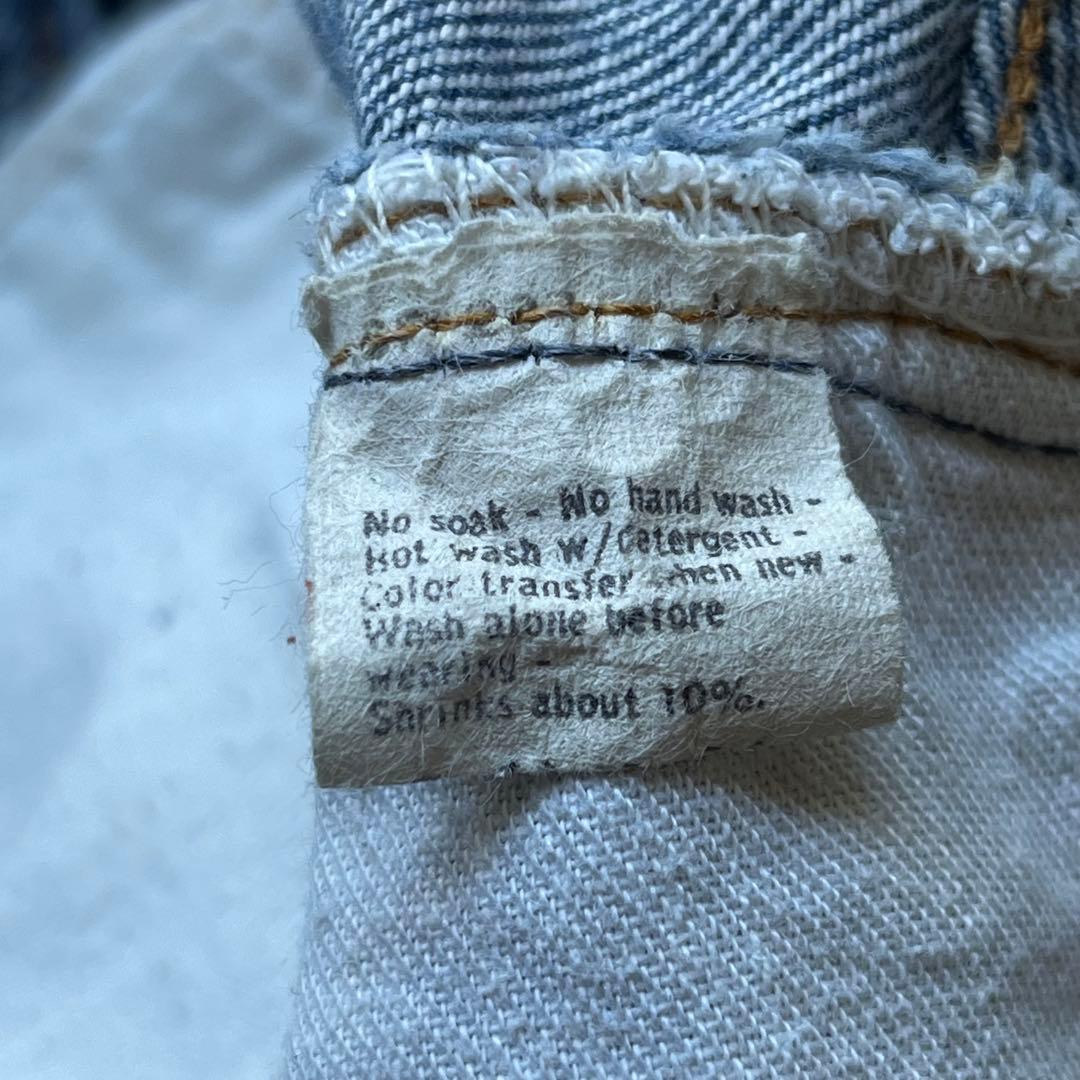 No soak - No hand wash -
Hot wash w/detergent -
Color transfer when new -
Wash alone before
wearing -
Shrinks about 10%.